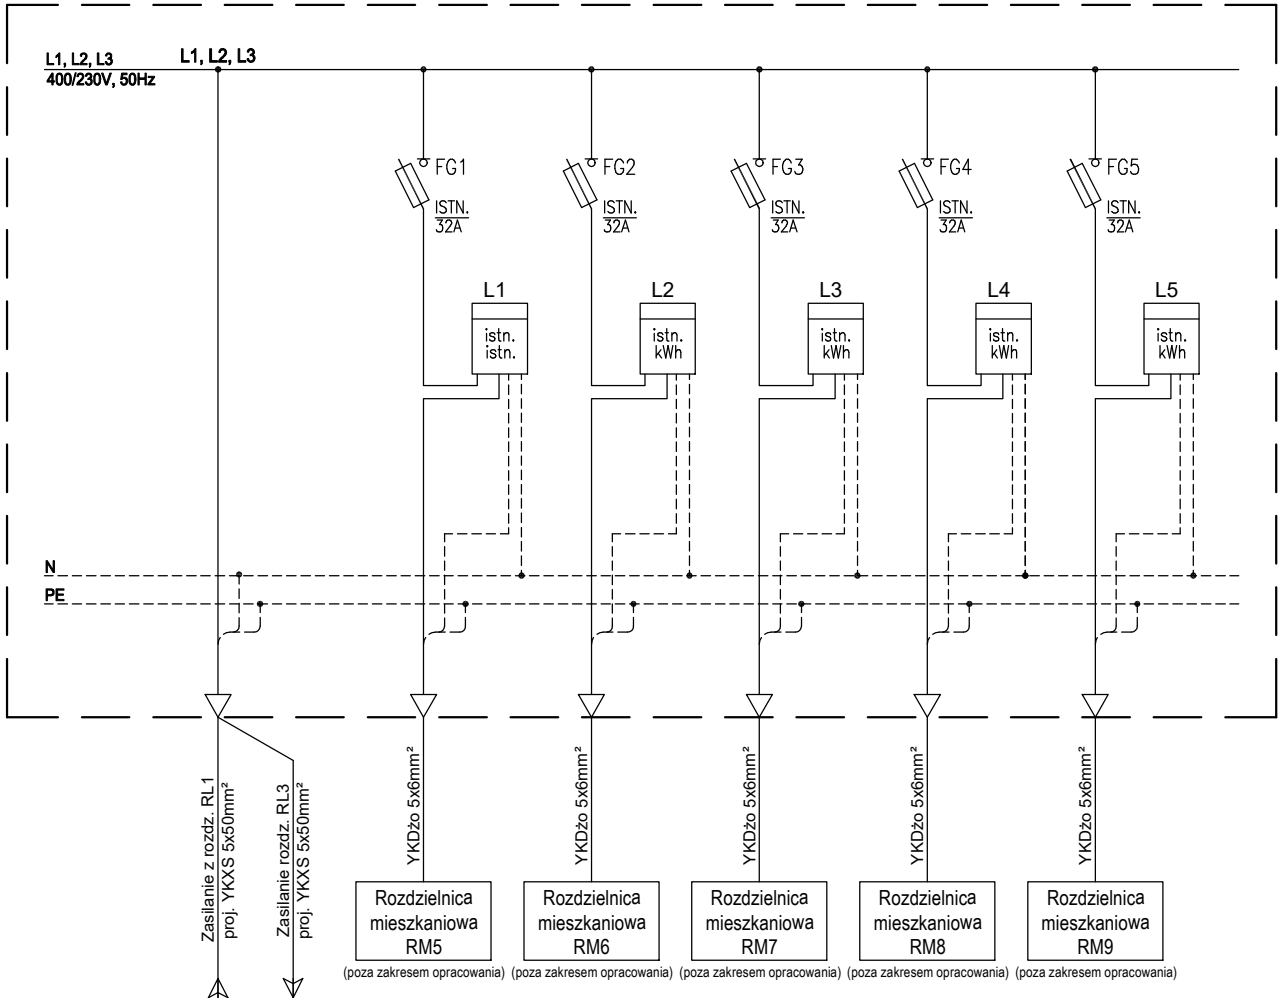 L1, L2, L3
400/230V, 50Hz
L1, L2, L3
FG1
ISTN.
32A
FG2
ISTN.
32A
FG3
ISTN.
32A
FG4
ISTN.
32A
FG5
ISTN.
32A
L1
istn.
istn.
L2
istn.
kWh
L3
istn.
kWh
L4
istn.
kWh
L5
istn.
kWh
N
PE
Zasilanie z rozdz. RL1
proj. YKXS 5x50mm²
Zasilanie rozdz. RL3
proj. YKXS 5x50mm²
YKDżo 5x6mm²
YKDżo 5x6mm²
YKDżo 5x6mm²
YKDżo 5x6mm²
YKDżo 5x6mm²
Rozdzielnica
mieszkaniowa
RM5
(poza zakresem opracowania)
Rozdzielnica
mieszkaniowa
RM6
(poza zakresem opracowania)
Rozdzielnica
mieszkaniowa
RM7
(poza zakresem opracowania)
Rozdzielnica
mieszkaniowa
RM8
(poza zakresem opracowania)
Rozdzielnica
mieszkaniowa
RM9
(poza zakresem opracowania)